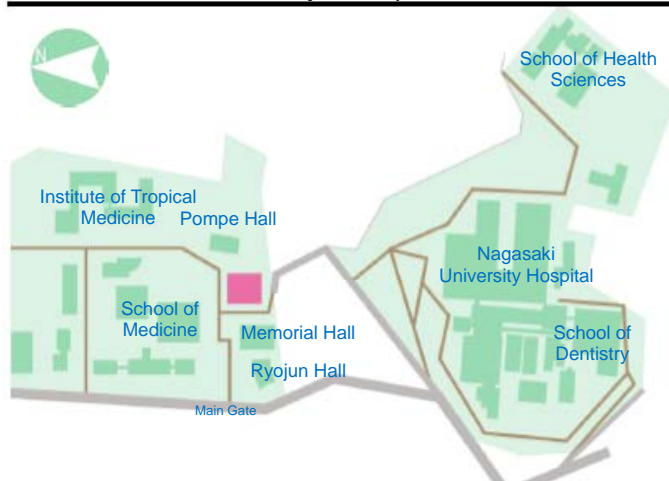 N
School of Health
Sciences
Institute of Tropical
Medicine
Pompe Hall
Nagasaki
University Hospital
School of
Medicine
Memorial Hall
School of
Dentistry
Ryojun Hall
Main Gate